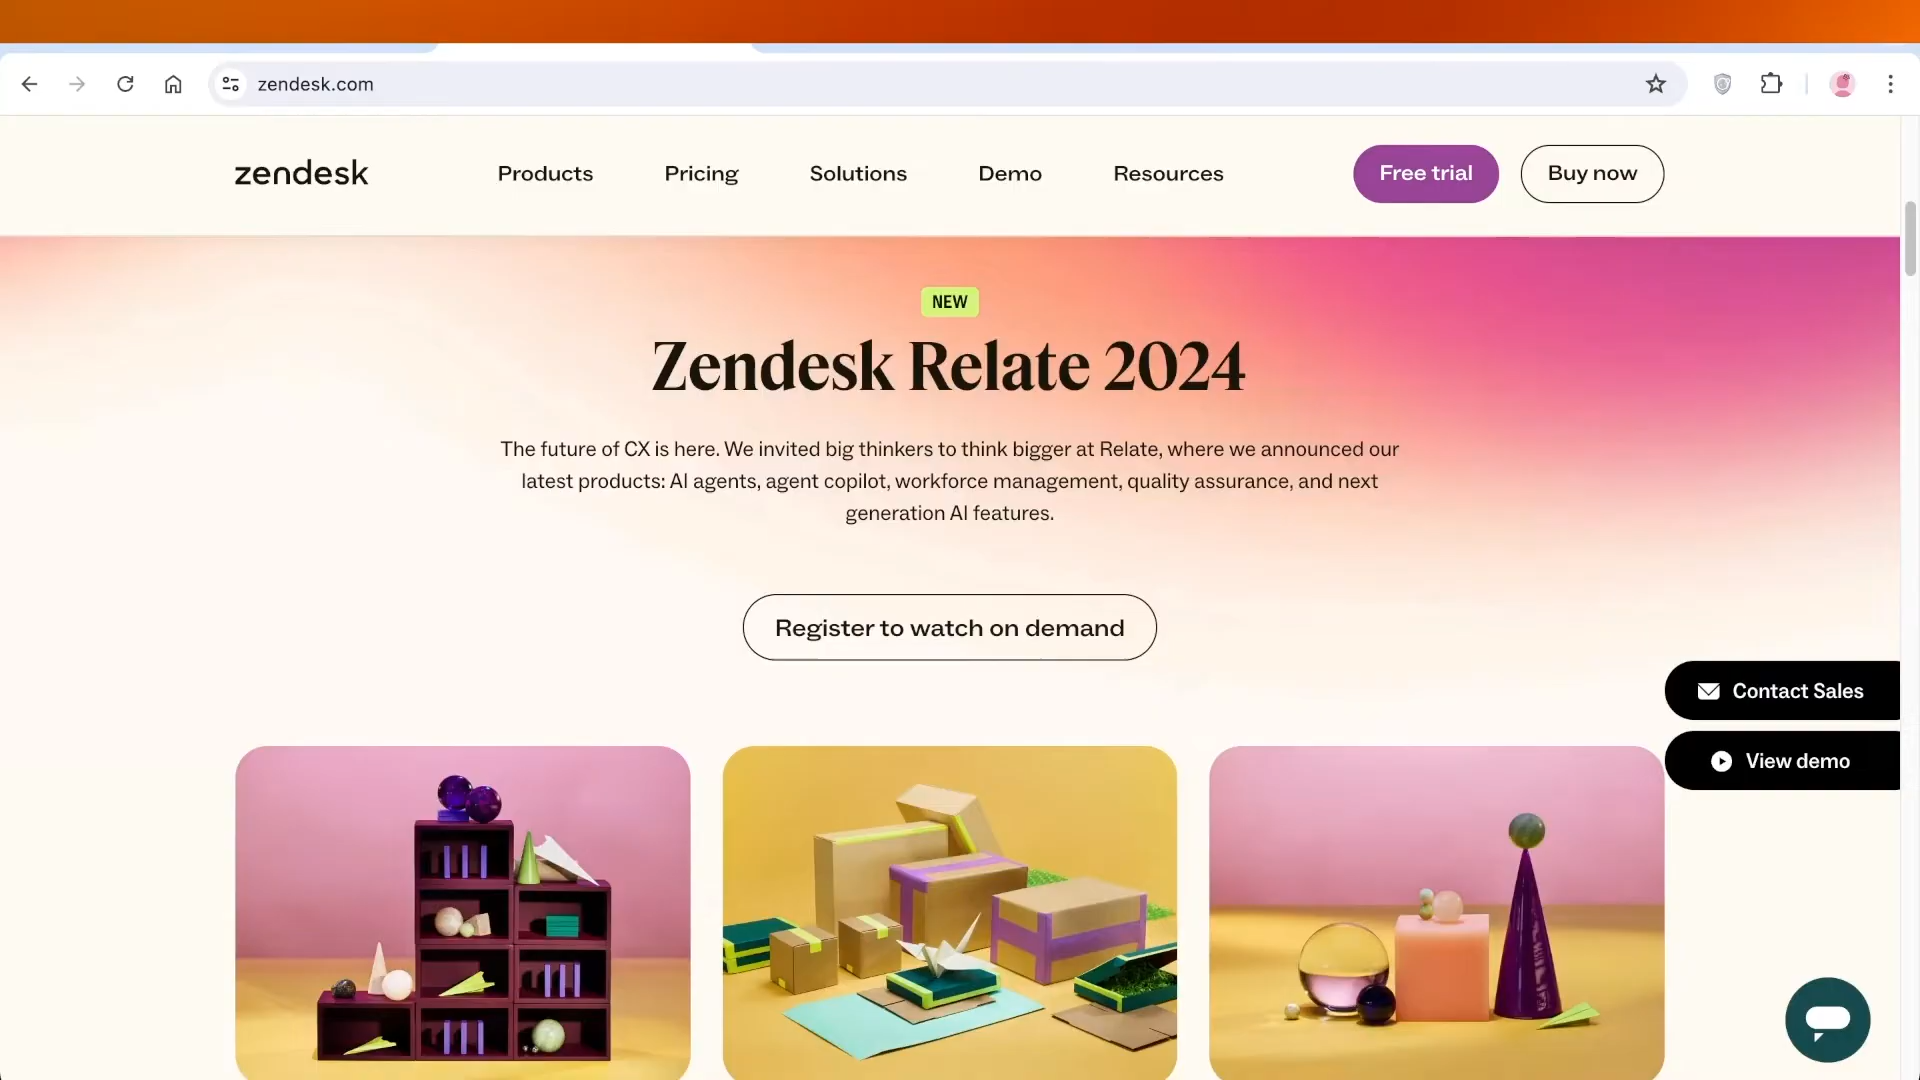 zendesk.com
zendesk
Products
Pricing
Solutions
Demo
Resources
Free trial
Buy now
NEW
Zendesk Relate 2024
The future of CX is here. We invited big thinkers to think bigger at Relate, where we announced our
latest products: AI agents, agent copilot, workforce management, quality assurance, and next
generation AI features.
Register to watch on demand
Contact Sales
View demo